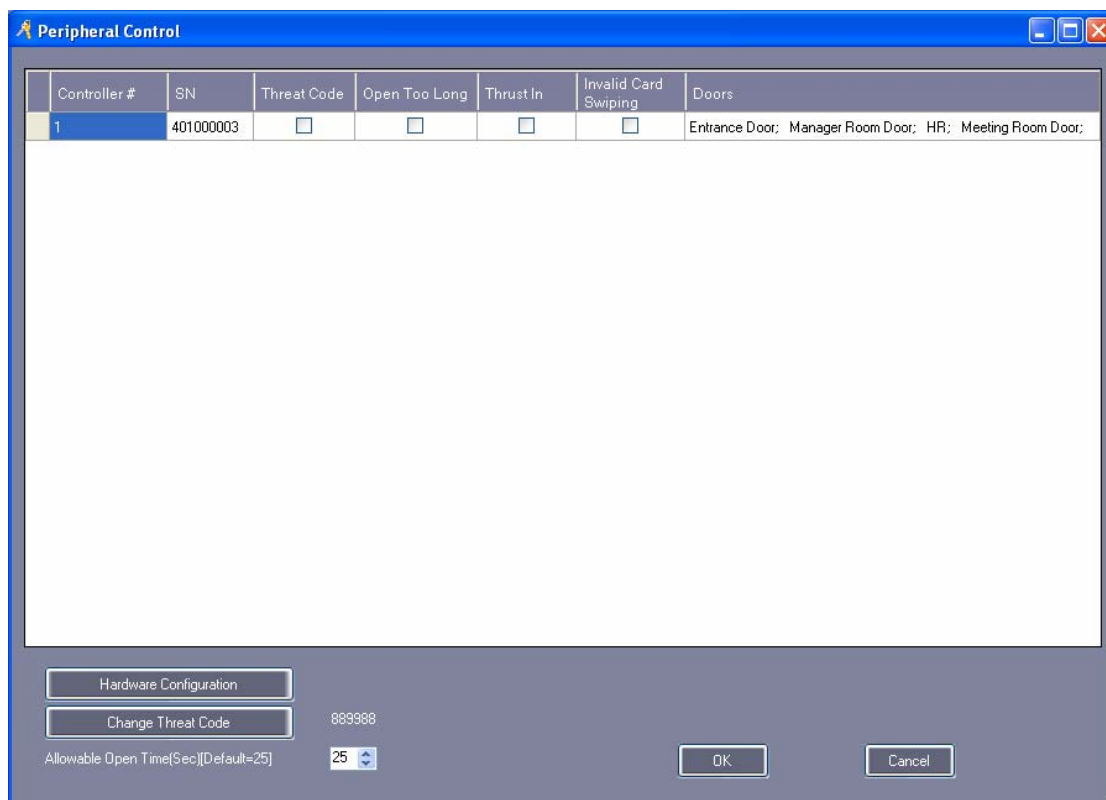 Peripheral Control
Controller # SN Threat Code Open Too Long Thrust In Invalid Card Swiping Doors
1 401000003 Entrance Door; Manager Room Door; HR; Meeting Room Door;
Hardware Configuration
Change Threat Code 889988
Allowable Open Time(Sec)[Default=25] 25 OK Cancel